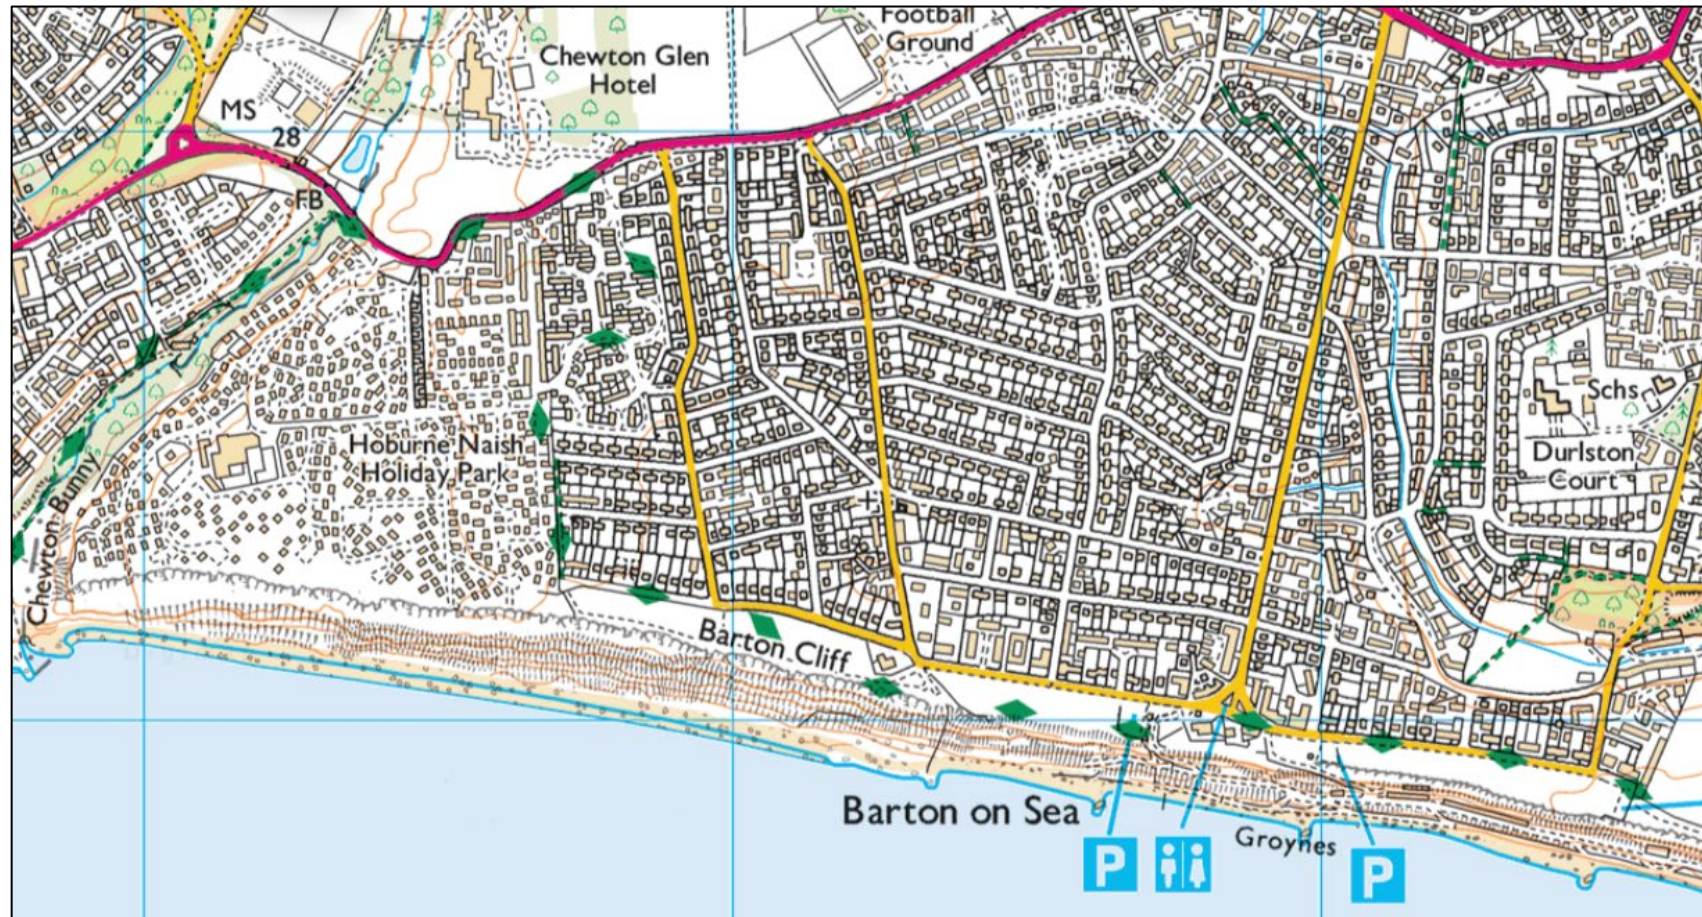 Football
Ground
Chewton Glen
Hotel
MS
28
FB
Schs
Durlston
Court
Hoburne Naish
Holiday Park
Chewton Bunny
Barton Cliff
Barton on Sea
Groynes
P
P